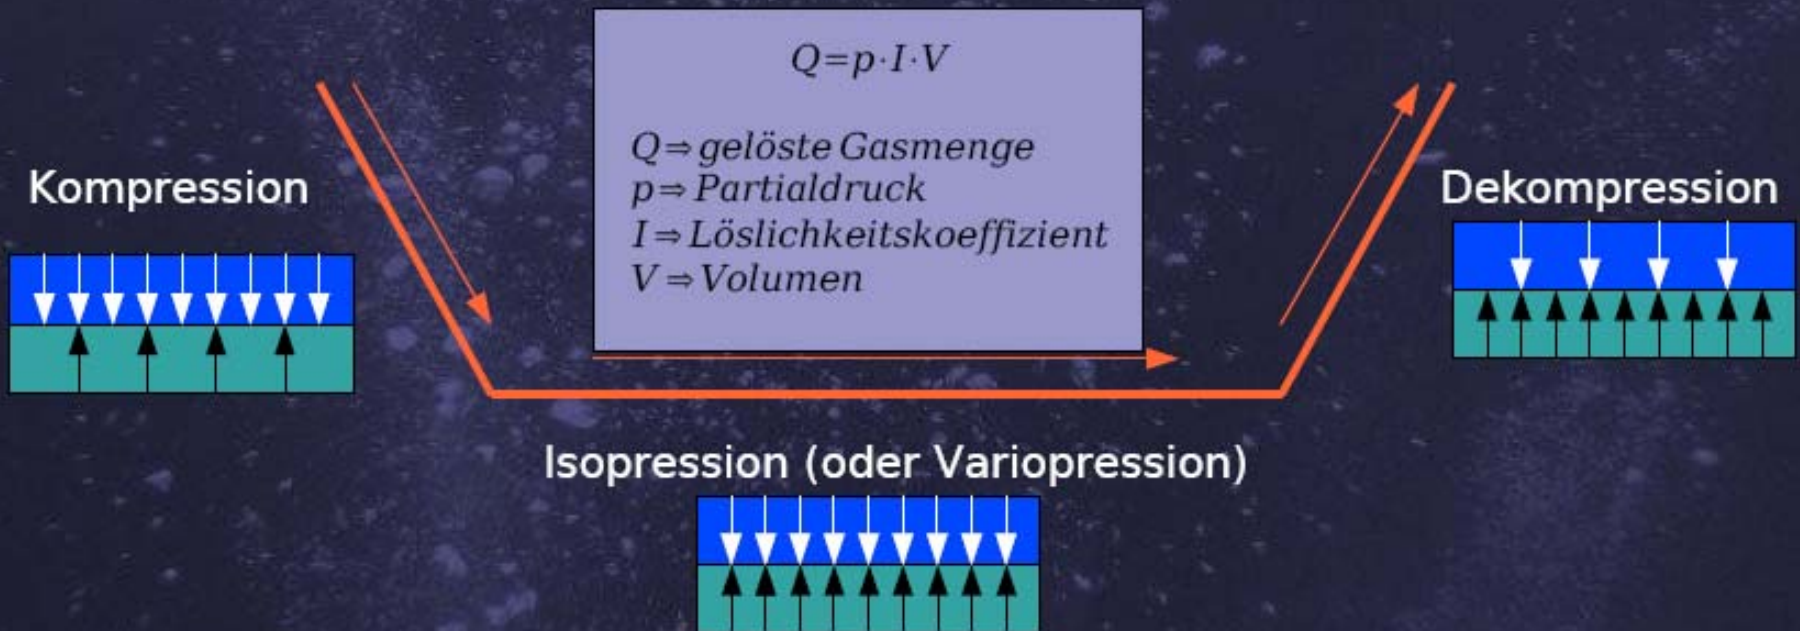 Q=p·I·V
Q⇒gelöste Gasmenge
p⇒Partialdruck
I⇒Löslichkeitskoeffizient
V⇒Volumen
Kompression
Dekompression
Isopression (oder Variopression)